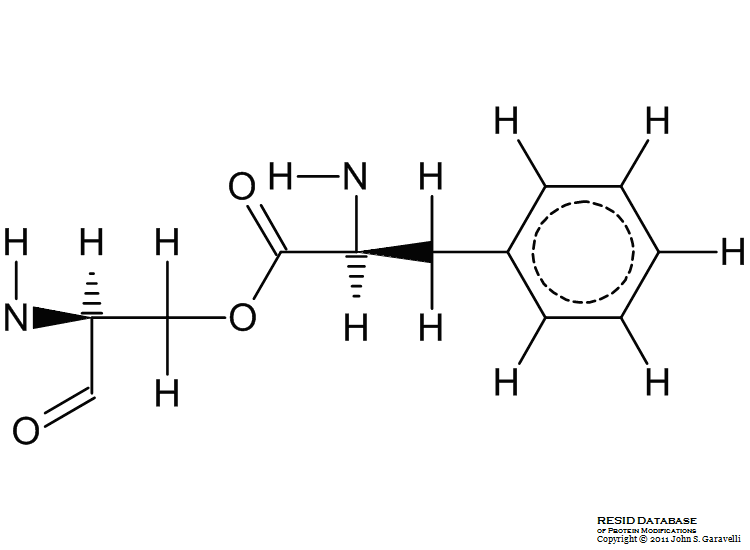 H H
O H N H
H H H
H
N O H H
H
H H
O
RESID Database
of Protein Modifications
Copyright © 2011 John S. Garavelli